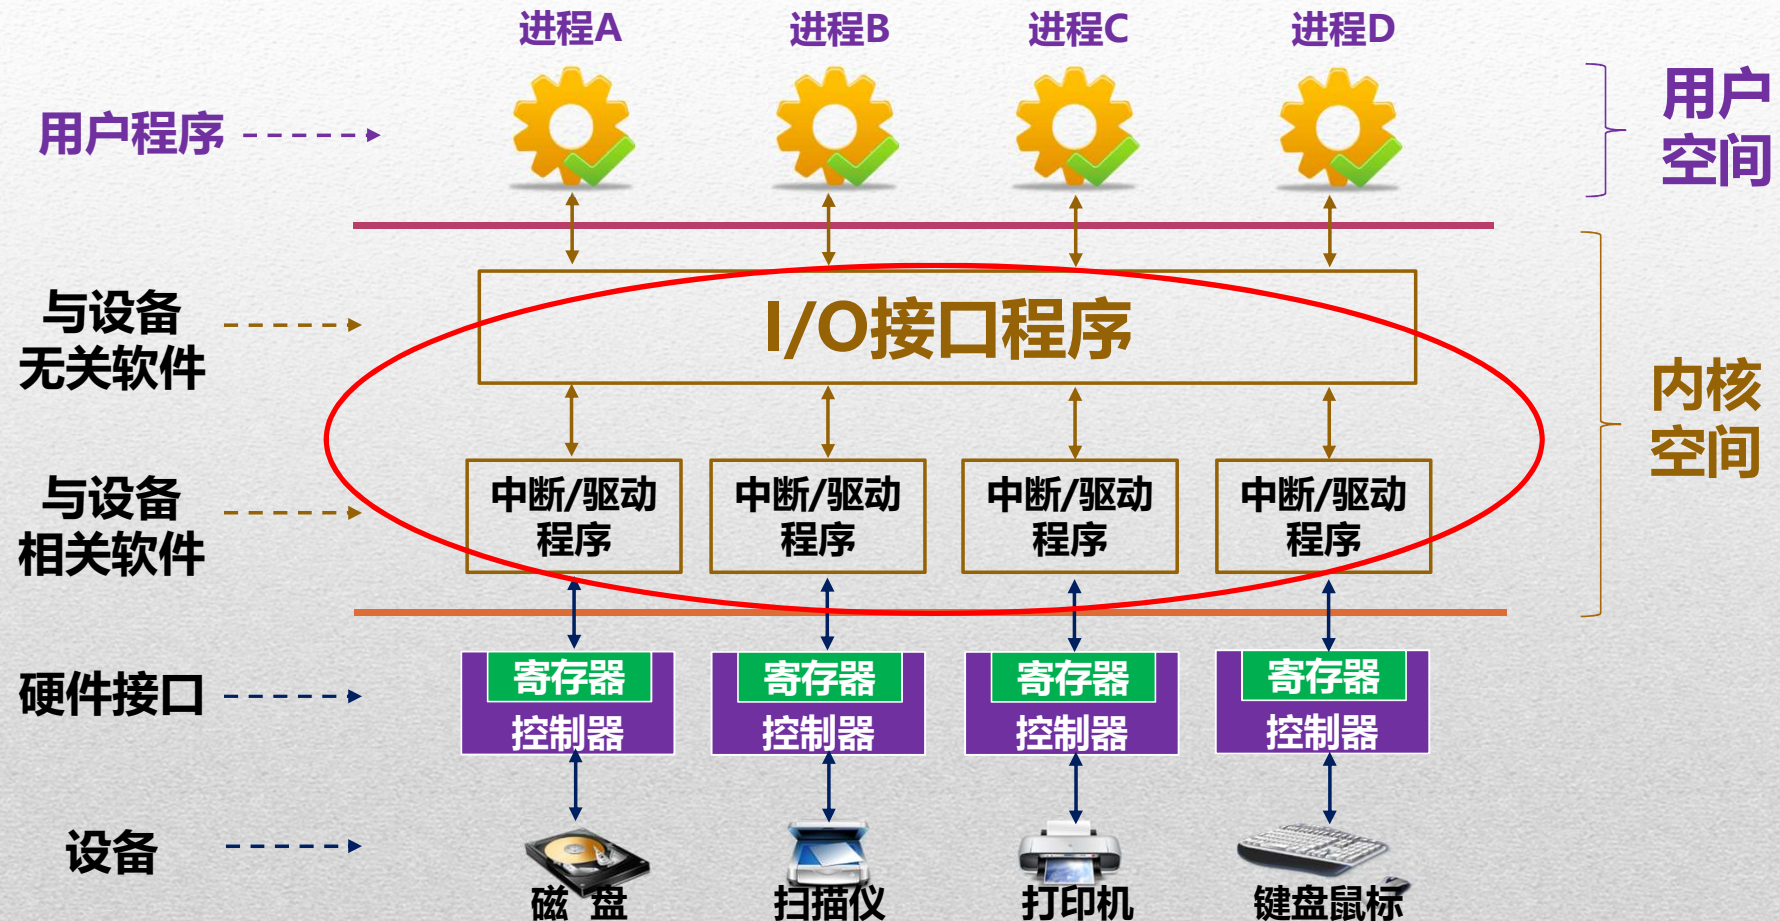 进程A
进程B
进程C
进程D
用户程序
用户
空间
与设备
无关软件
I/O接口程序
内核
空间
与设备
相关软件
中断/驱动
程序
中断/驱动
程序
中断/驱动
程序
中断/驱动
程序
硬件接口
寄存器
控制器
寄存器
控制器
寄存器
控制器
寄存器
控制器
设备
磁 盘
扫描仪
打印机
键盘鼠标